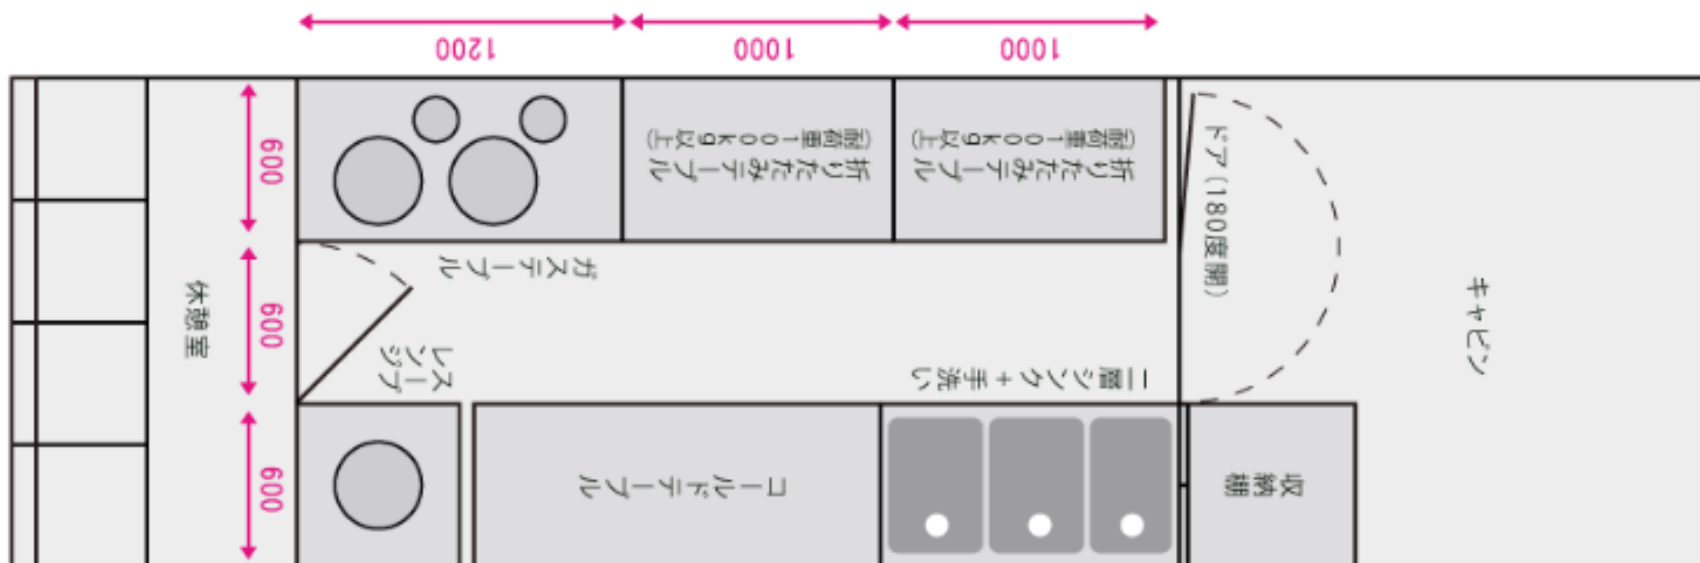 1200
1000
1000
600
600
600
休憩室
ガステーブル
折りたたみテーブル
(耐荷重100kg以上)
折りたたみテーブル
(耐荷重100kg以上)
ドア(180度開)
キャビン
スープ
レンジ
コールドテーブル
二層シンク+手洗い
収納
棚